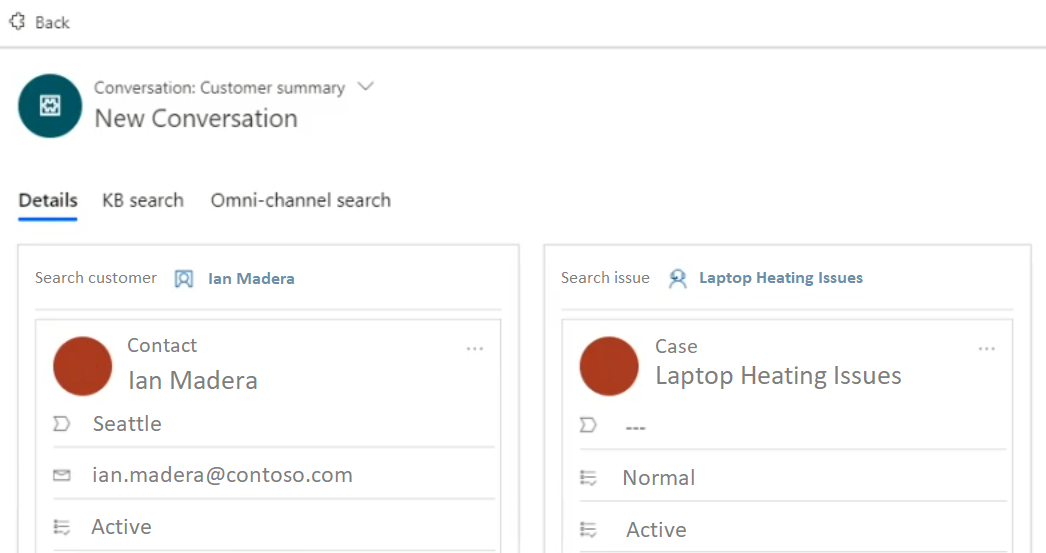 Back
Conversation: Customer summary
New Conversation
Details KB search Omni-channel search
Search customer Ian Madera
Contact
Ian Madera
Seattle
ian.madera@contoso.com
Active
Search issue Laptop Heating Issues
Case
Laptop Heating Issues
---
Normal
Active